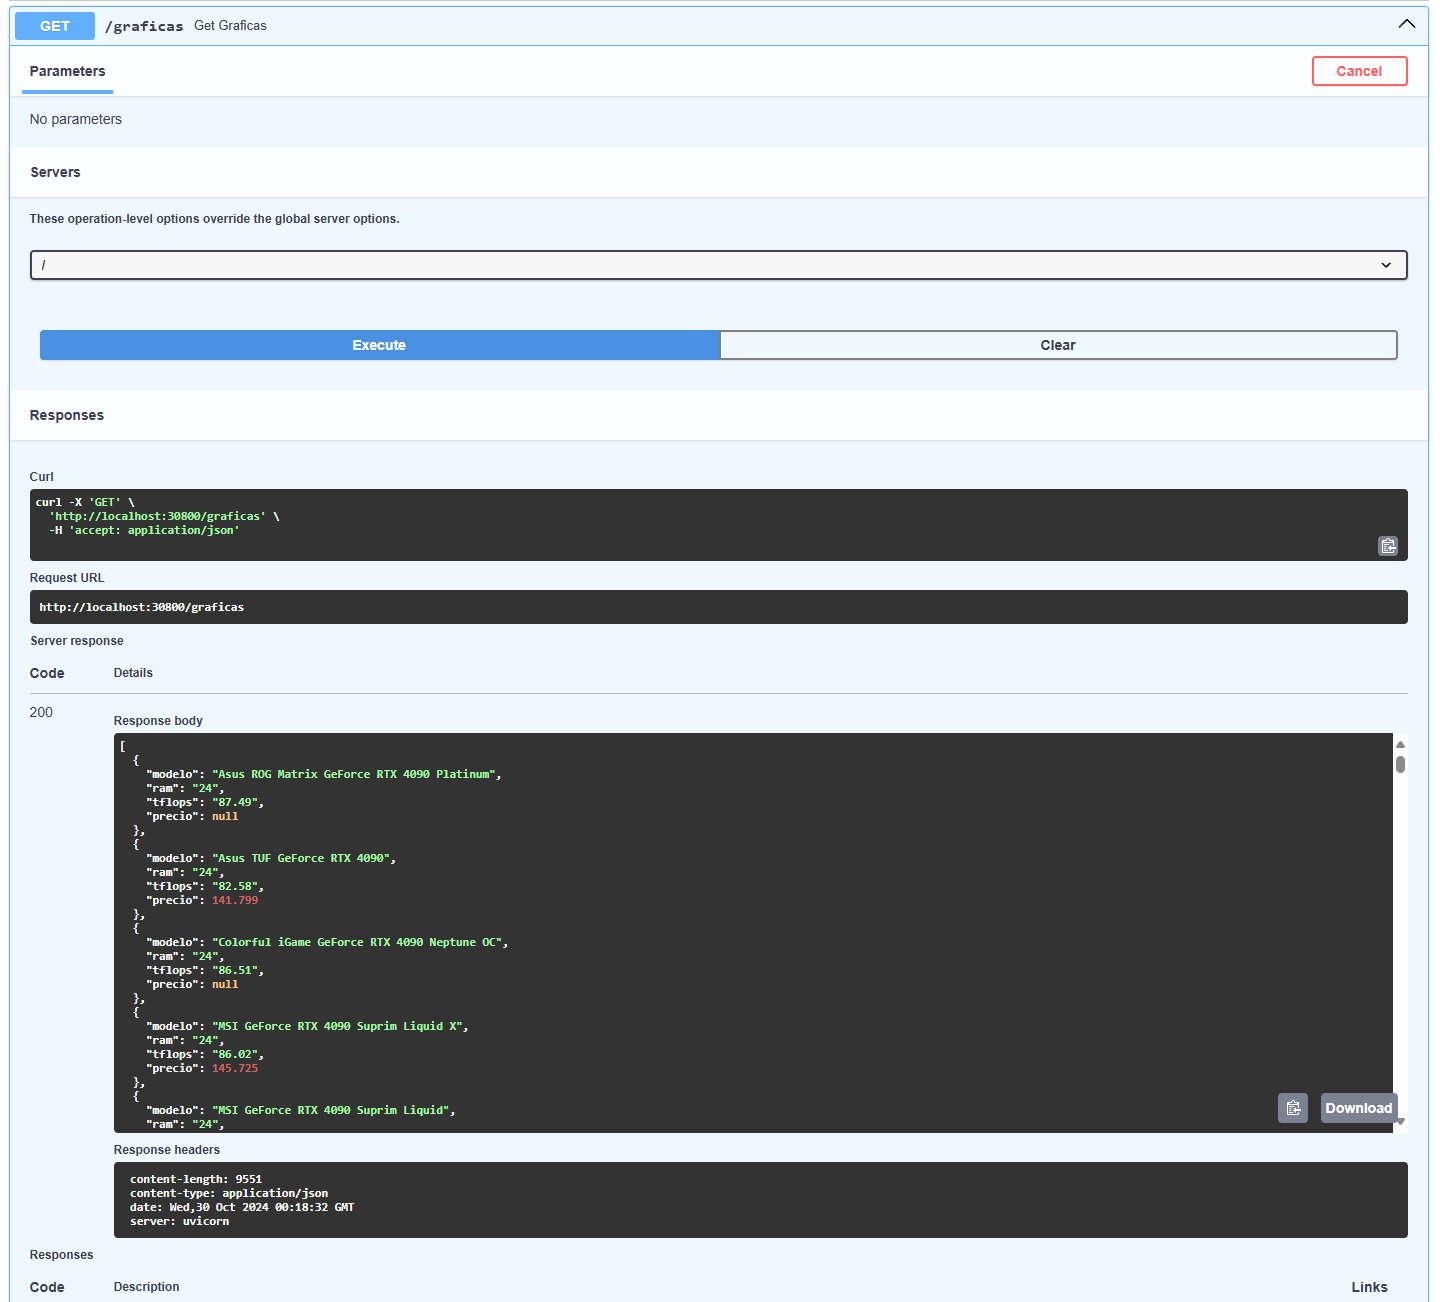 GET /graficas Get Graficas
Parameters
Cancel
No parameters
Servers
These operation-level options override the global server options.
/
Execute
Clear
Responses
Curl
curl -X 'GET' \
  'http://localhost:30800/graficas' \
  -H 'accept: application/json'
Request URL
http://localhost:30800/graficas
Server response
Code Details
200
Response body
[
  {
    "modelo": "Asus ROG Matrix GeForce RTX 4090 Platinum",
    "ram": "24",
    "tflops": "87.49",
    "precio": null
  },
  {
    "modelo": "Asus TUF GeForce RTX 4090",
    "ram": "24",
    "tflops": "82.58",
    "precio": 141.799
  },
  {
    "modelo": "Colorful iGame GeForce RTX 4090 Neptune OC",
    "ram": "24",
    "tflops": "86.51",
    "precio": null
  },
  {
    "modelo": "MSI GeForce RTX 4090 Suprim Liquid X",
    "ram": "24",
    "tflops": "86.02",
    "precio": 145.725
  },
  {
    "modelo": "MSI GeForce RTX 4090 Suprim Liquid",
    "ram": "24",
Download
Response headers
content-length: 9551
content-type: application/json
date: Wed,30 Oct 2024 00:18:32 GMT
server: uvicorn
Responses
Code Description Links